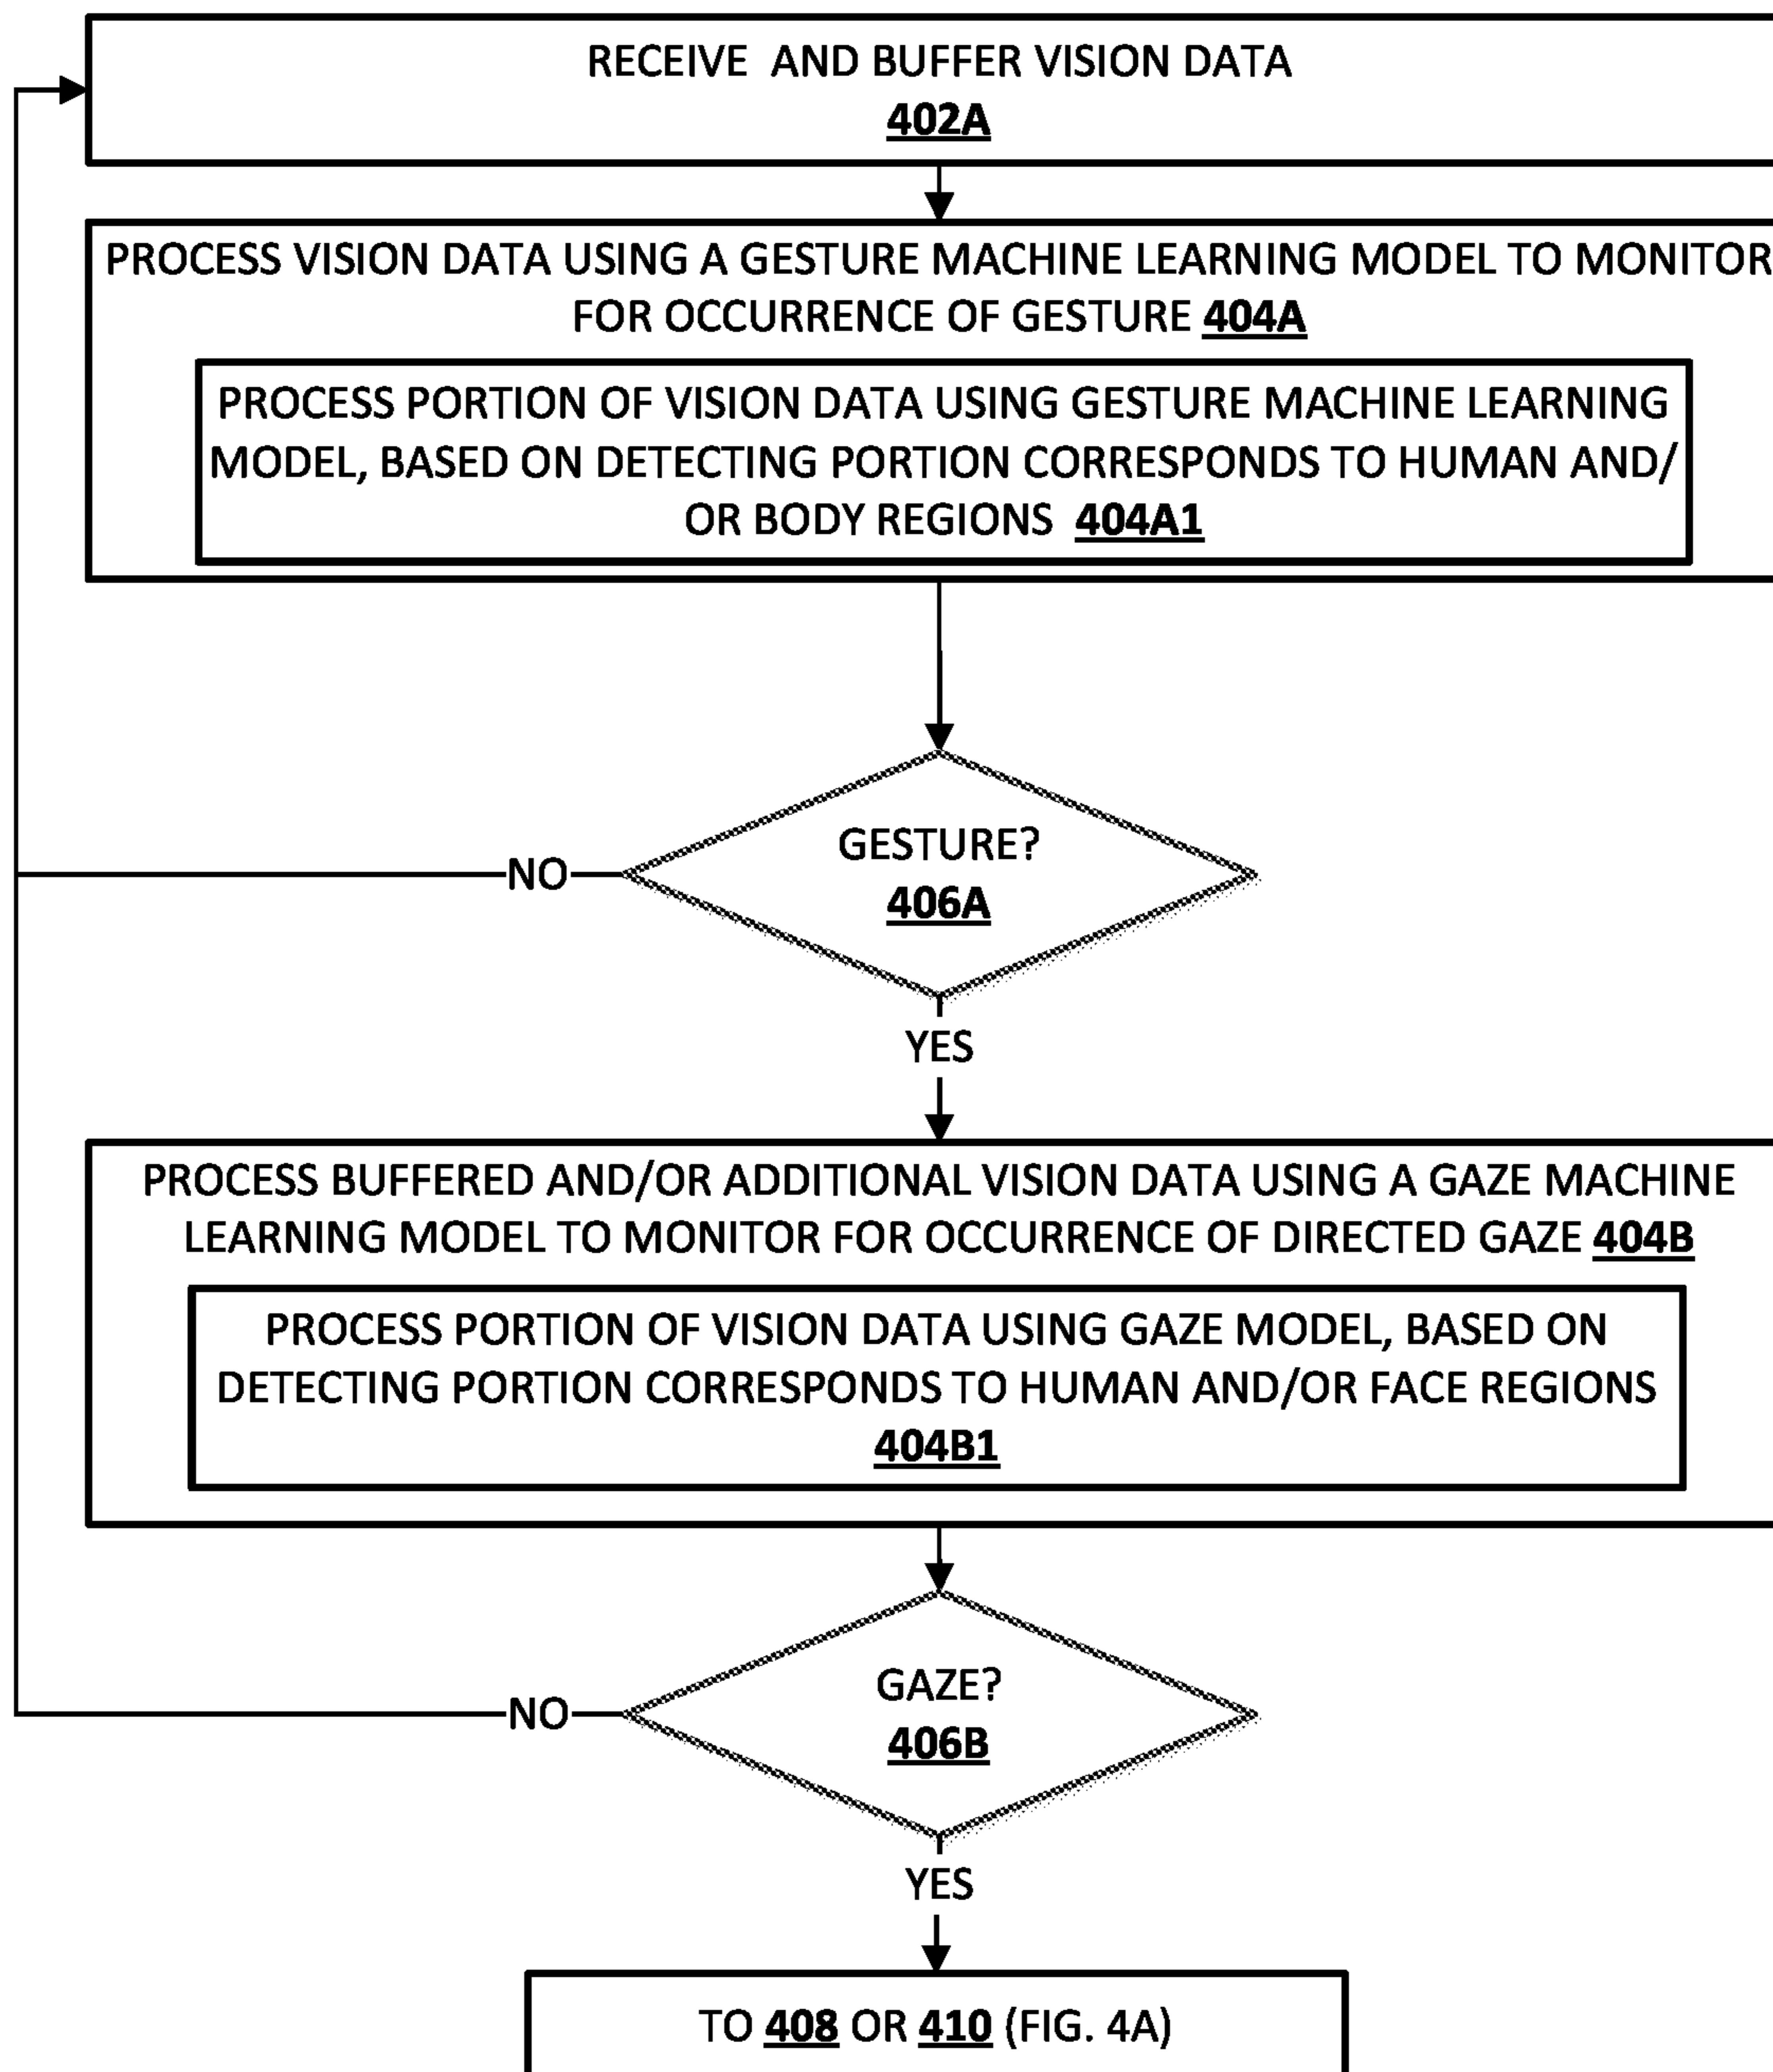 RECEIVE AND BUFFER VISION DATA
402A
PROCESS VISION DATA USING A GESTURE MACHINE LEARNING MODEL TO MONITOR
FOR OCCURRENCE OF GESTURE 404A
PROCESS PORTION OF VISION DATA USING GESTURE MACHINE LEARNING
MODEL, BASED ON DETECTING PORTION CORRESPONDS TO HUMAN AND/
OR BODY REGIONS 404A1
GESTURE?
406A
NO
YES
PROCESS BUFFERED AND/OR ADDITIONAL VISION DATA USING A GAZE MACHINE
LEARNING MODEL TO MONITOR FOR OCCURRENCE OF DIRECTED GAZE 404B
PROCESS PORTION OF VISION DATA USING GAZE MODEL, BASED ON
DETECTING PORTION CORRESPONDS TO HUMAN AND/OR FACE REGIONS
404B1
GAZE?
406B
NO
YES
TO 408 OR 410 (FIG. 4A)